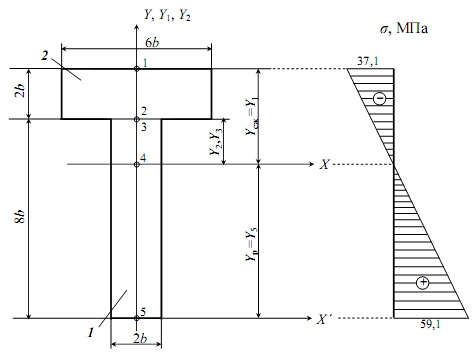 Y, Y₁, Y₂
σ, МПа
6b
37,1
2
1
2b
2
3
Y₂,Y₃
Yсж=Y₁
4
X
8b
Yр=Y₅
1
5
X′
2b
59,1
−
+